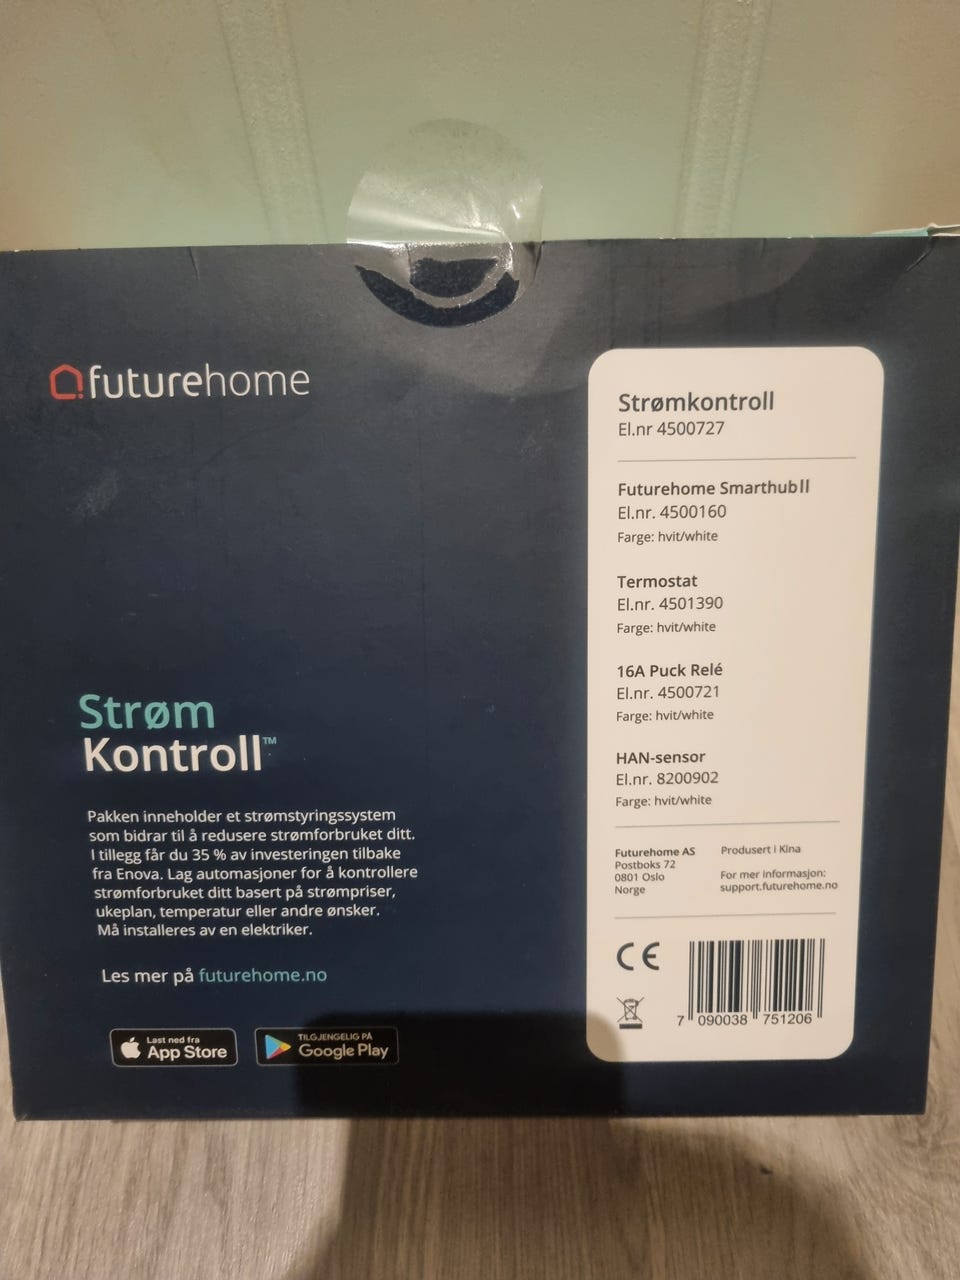 futurehome
Strøm
Kontroll™
Pakken inneholder et strømstyringssystem
som bidrar til å redusere strømforbruket ditt.
I tillegg får du 35 % av investeringen tilbake
fra Enova. Lag automasjoner for å kontrollere
strømforbruket ditt basert på strømpriser,
ukeplan, temperatur eller andre ønsker.
Må installeres av en elektriker.
Les mer på futurehome.no
Last ned fra
App Store
TILGJENGELIG PÅ
Google Play
Strømkontroll
El.nr 4500727
Futurehome Smarthub II
El.nr. 4500160
Farge: hvit/white
Termostat
El.nr. 4501390
Farge: hvit/white
16A Puck Relé
El.nr. 4500721
Farge: hvit/white
HAN-sensor
El.nr. 8200902
Farge: hvit/white
Futurehome AS
Postboks 72
0801 Oslo
Norge
Produsert i Kina
For mer informasjon:
support.futurehome.no
CE
7 090038 751206